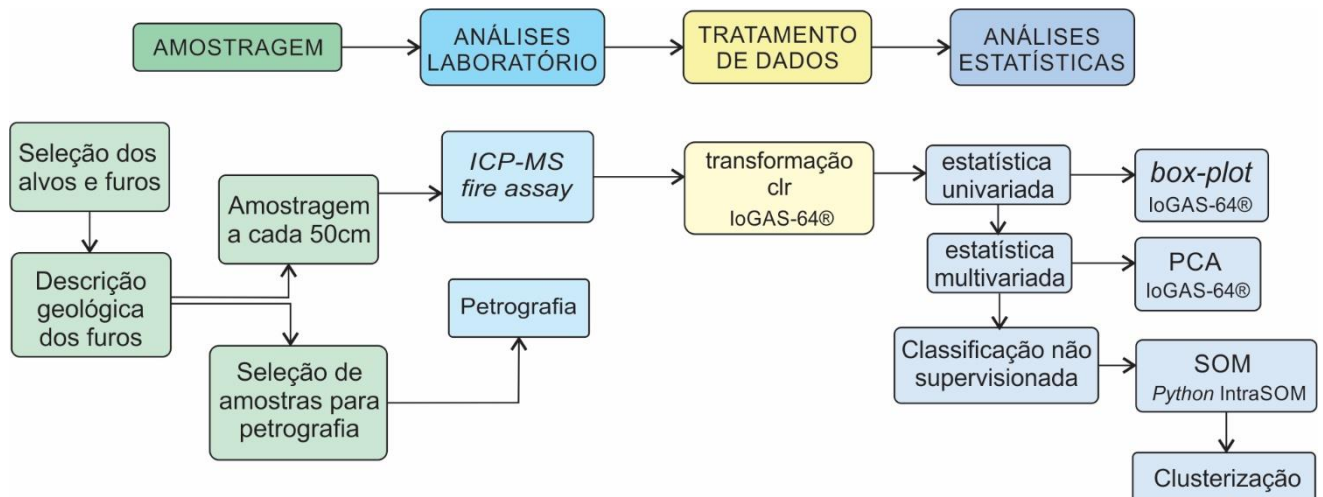 AMOSTRAGEM
ANÁLISES
LABORATÓRIO
TRATAMENTO
DE DADOS
ANÁLISES
ESTATÍSTICAS
Seleção dos
alvos e furos
Descrição
geológica
dos furos
Amostragem
a cada 50cm
Seleção de
amostras para
petrografia
ICP-MS
fire assay
Petrografia
transformação
clr
IoGAS-64®
estatística
univariada
box-plot
IoGAS-64®
estatística
multivariada
PCA
IoGAS-64®
Classificação não
supervisionada
SOM
Python IntraSOM
Clusterização